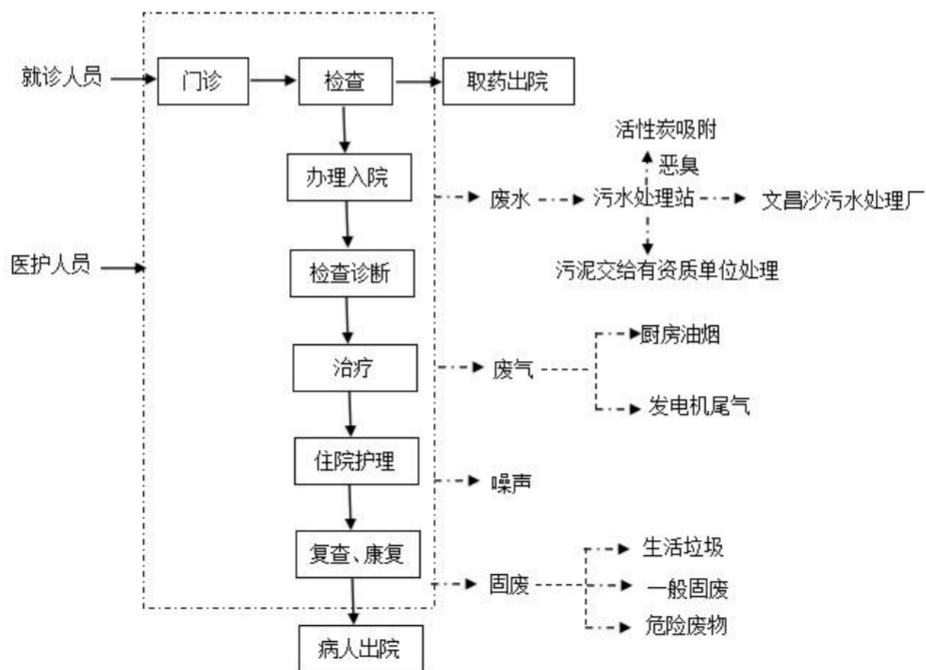 就诊人员
门诊
检查
取药出院
活性炭吸附
恶臭
办理入院
废水
污水处理站
文昌沙污水处理厂
医护人员
检查诊断
污泥交给有资质单位处理
厨房油烟
治疗
废气
发电机尾气
住院护理
噪声
复查、康复
生活垃圾
固废
一般固废
危险废物
病人出院